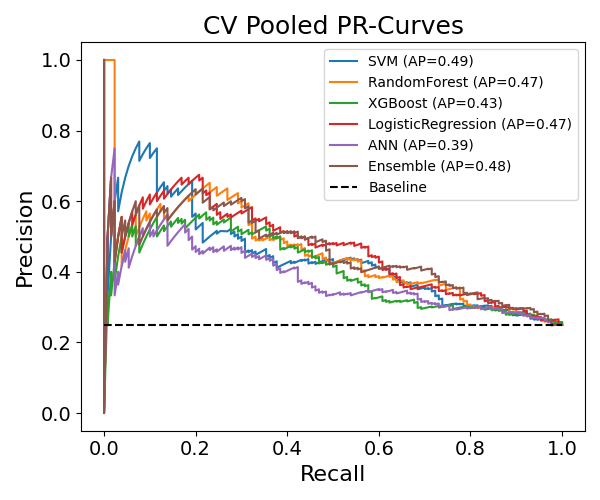 CV Pooled PR-Curves
Precision
1.0
0.8
0.6
0.4
0.2
0.0
SVM (AP=0.49)
RandomForest (AP=0.47)
XGBoost (AP=0.43)
LogisticRegression (AP=0.47)
ANN (AP=0.39)
Ensemble (AP=0.48)
Baseline
0.0 0.2 0.4 0.6 0.8 1.0
Recall